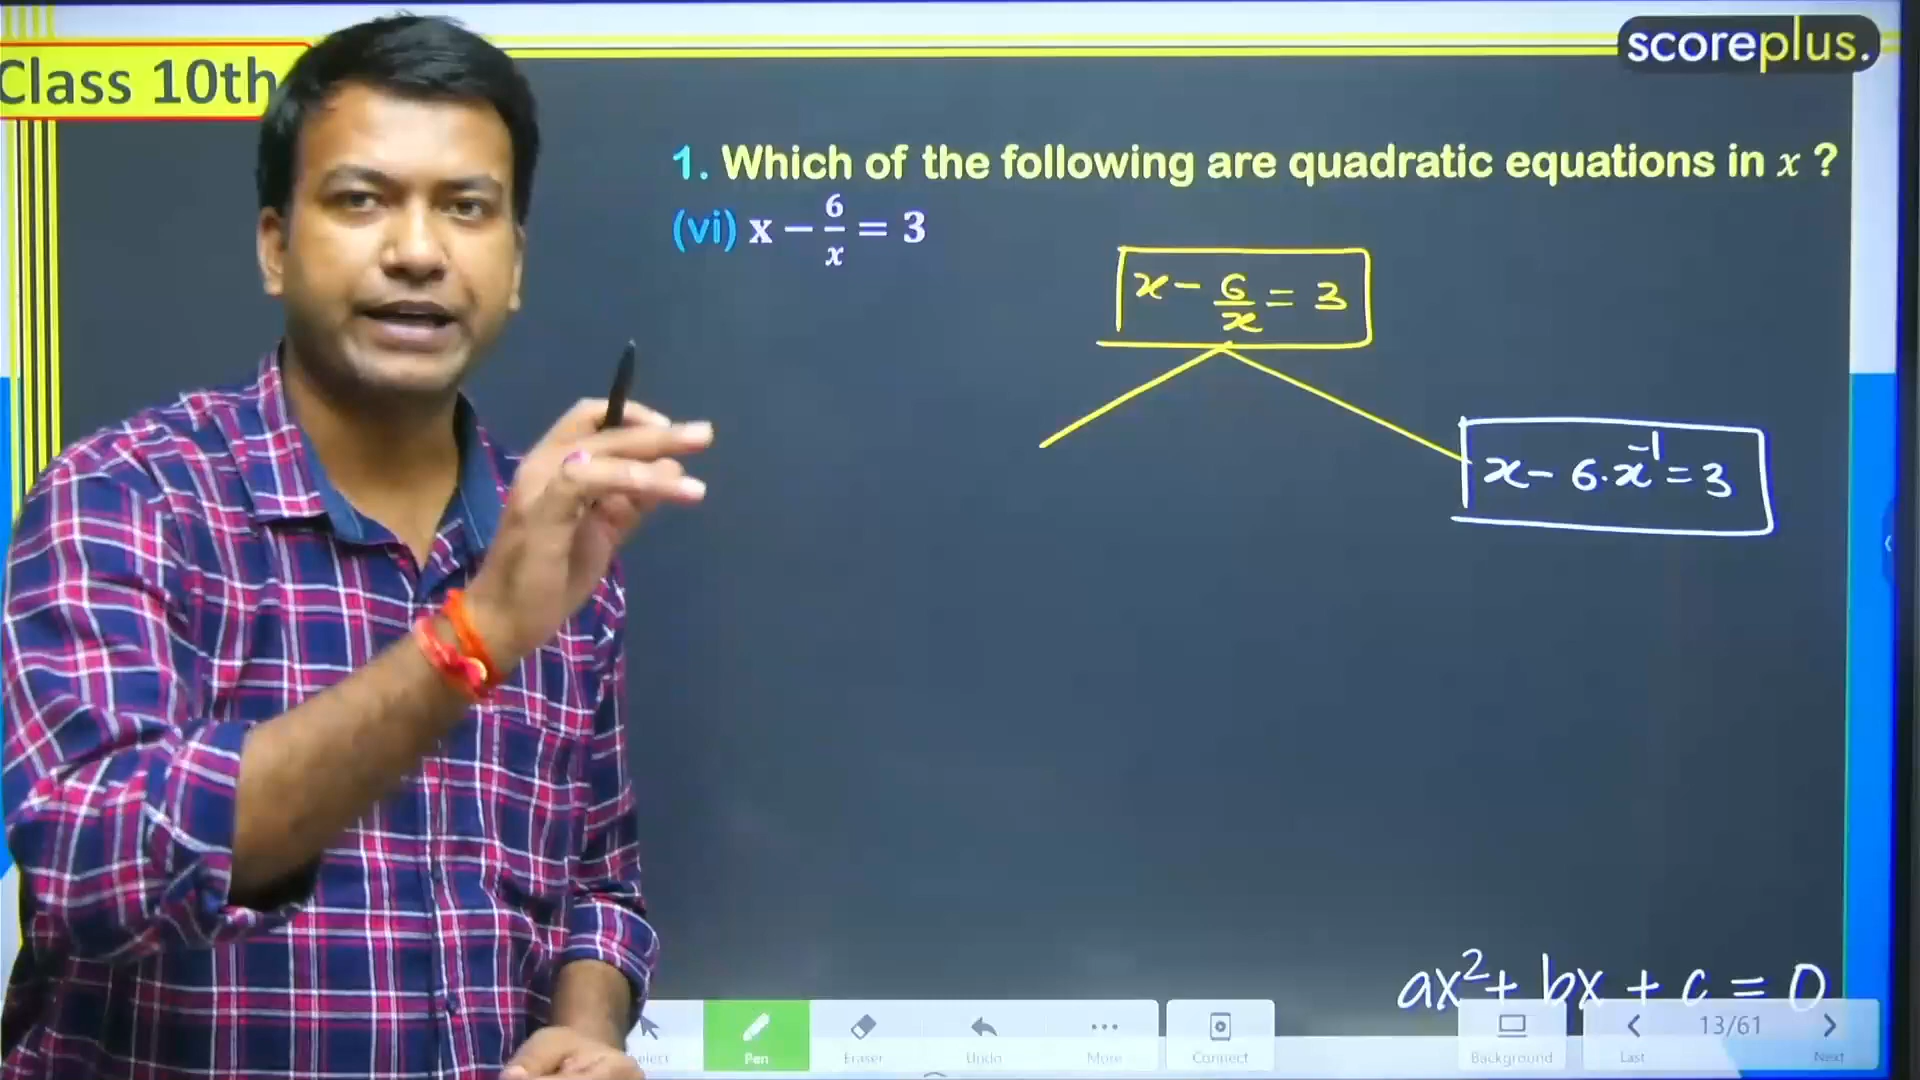 Class 10th
scoreplus.
1. Which of the following are quadratic equations in x ?
(vi) x − 6/x = 3
x − 6/x = 3
x − 6·x⁻¹ = 3
ax² + bx + c = 0
Pen
Eraser
Undo
More
Connect
Background
Last
13/61
Next